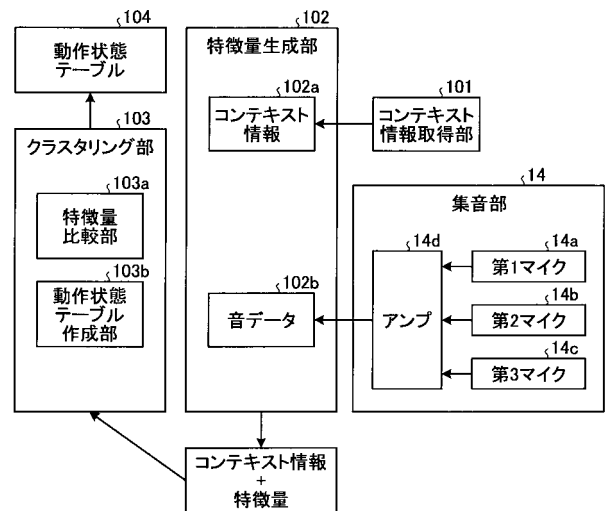 104
動作状態
テーブル
103
クラスタリング部
103a
特徴量
比較部
103b
動作状態
テーブル
作成部
102
特徴量生成部
102a
コンテキスト
情報
101
コンテキスト
情報取得部
102b
音データ
14
集音部
14d
アンプ
14a
第1マイク
14b
第2マイク
14c
第3マイク
コンテキスト情報
+
特徴量